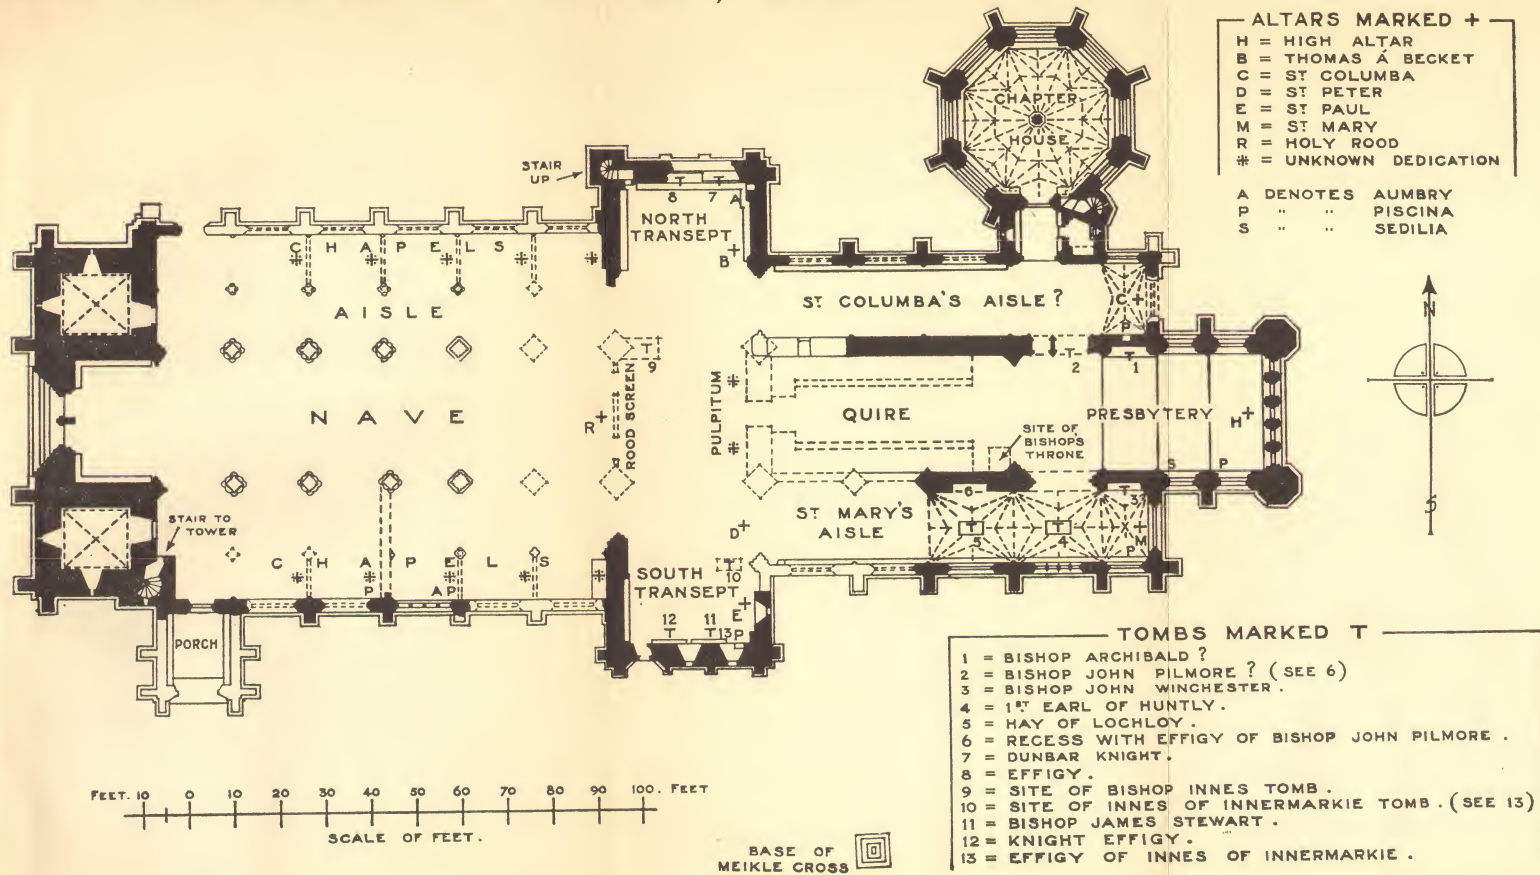 ALTARS MARKED +
H = HIGH ALTAR
B = THOMAS Á BECKET
C = ST COLUMBA
D = ST PETER
E = ST PAUL
M = ST MARY
R = HOLY ROOD
⁜ = UNKNOWN DEDICATION
A DENOTES AUMBRY
P " " PISCINA
S " " SEDILIA
N
S
CHAPTER
HOUSE
STAIR
UP
8 T
7 T
A
NORTH
TRANSEPT
B +
CHAPELS
⁜ ⁜ ⁜ ⁜ ⁜
AISLE
ST COLUMBA'S AISLE ?
C +
P
T 9
T 2
T 1
NAVE
R +
ROOD SCREEN
PULPITUM
⁜
⁜
QUIRE
PRESBYTERY
H +
SITE OF
BISHOP'S
THRONE
S P
6
T 3
STAIR TO
TOWER
ST MARY'S
AISLE
D +
T 5
T 4
+ M
P
CHAPELS
⁜ ⁜ ⁜ ⁜ ⁜
P AP
SOUTH
TRANSEPT
T 10
E +
12 T
11 T
13 P
PORCH
TOMBS MARKED T
1 = BISHOP ARCHIBALD ?
2 = BISHOP JOHN PILMORE ? (SEE 6)
3 = BISHOP JOHN WINCHESTER .
4 = 1ST EARL OF HUNTLY .
5 = HAY OF LOCHLOY .
6 = RECESS WITH EFFIGY OF BISHOP JOHN PILMORE .
7 = DUNBAR KNIGHT .
8 = EFFIGY .
9 = SITE OF BISHOP INNES TOMB .
10 = SITE OF INNES OF INNERMARKIE TOMB . (SEE 13)
11 = BISHOP JAMES STEWART .
12 = KNIGHT EFFIGY .
13 = EFFIGY OF INNES OF INNERMARKIE .
FEET. 10 0 10 20 30 40 50 60 70 80 90 100. FEET
SCALE OF FEET .
BASE OF
MEIKLE CROSS